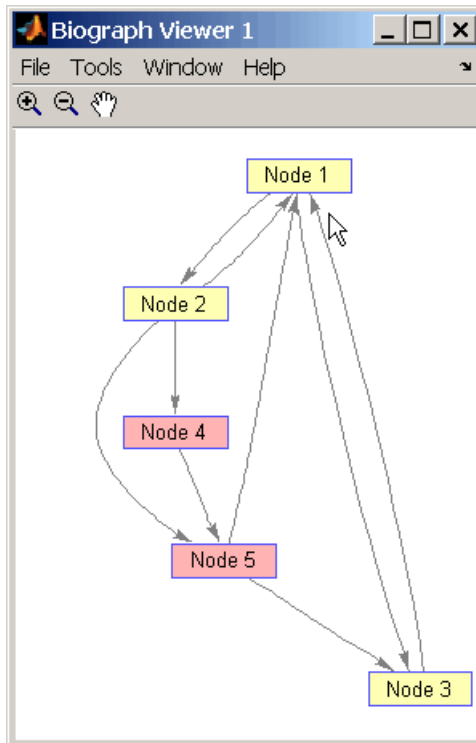 Biograph Viewer 1
File Tools Window Help
Node 1
Node 2
Node 4
Node 5
Node 3